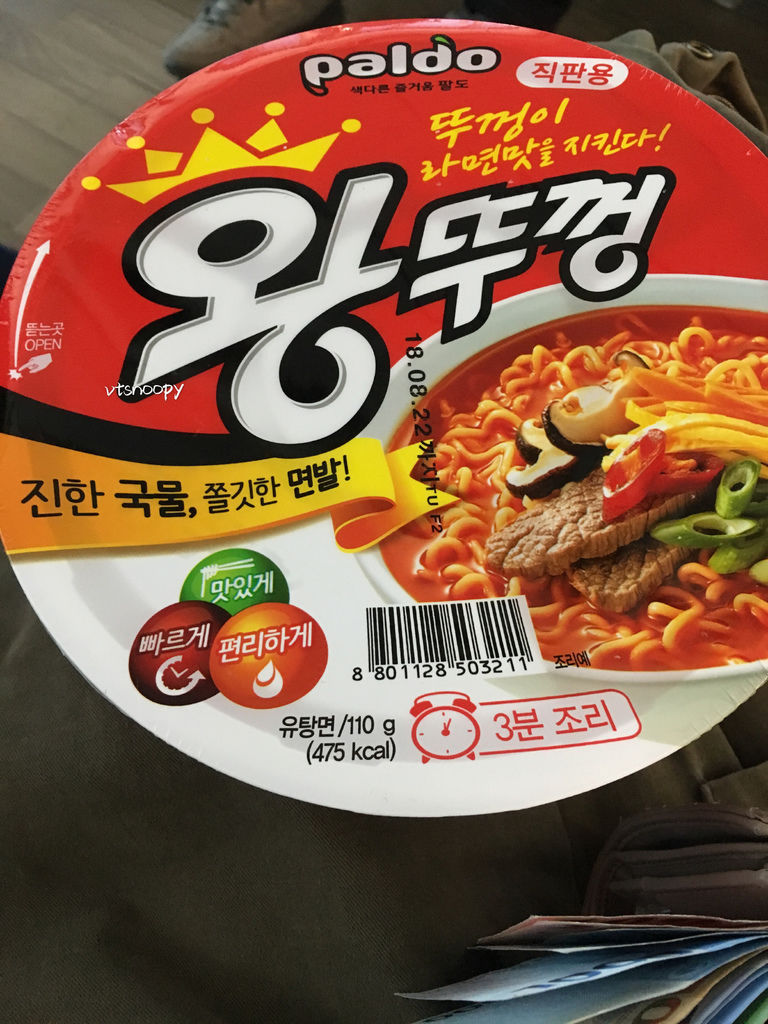 paldo
색다른 즐거움 팔도
직판용
뚜껑이
라면맛을 지킨다!
왕뚜껑
뜯는곳
OPEN
vtsnoopy
18.08.22까지
F2
진한 국물, 쫄깃한 면발!
맛있게
빠르게
편리하게
8 801128 503211
조리예
유탕면/110 g
(475 kcal)
3분 조리